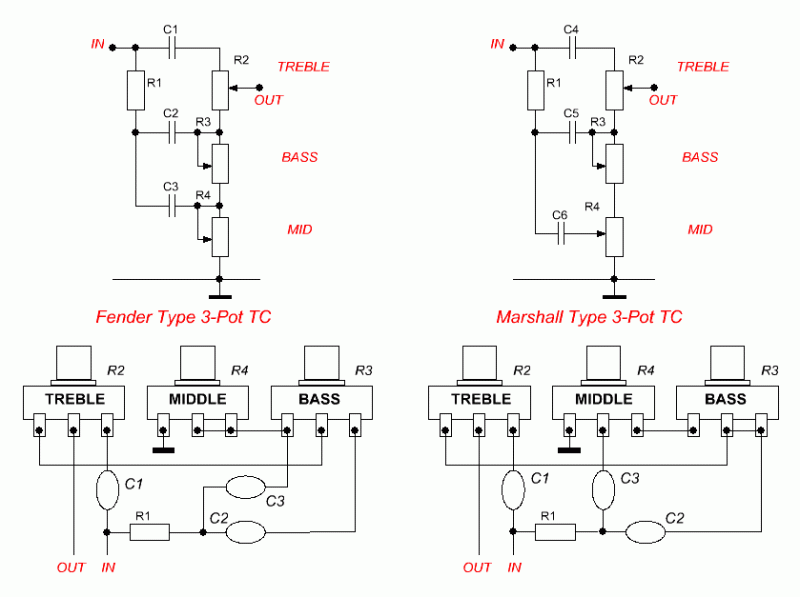 C1
IN
R2
TREBLE
R1
OUT
C2
R3
BASS
C3
R4
MID
Fender Type 3-Pot TC
C4
IN
R2
TREBLE
R1
OUT
C5
R3
BASS
C6
R4
MID
Marshall Type 3-Pot TC
R2
R4
R3
TREBLE
MIDDLE
BASS
C1
C3
R1
C2
OUT
IN
R2
R4
R3
TREBLE
MIDDLE
BASS
C1
C3
R1
C2
OUT
IN